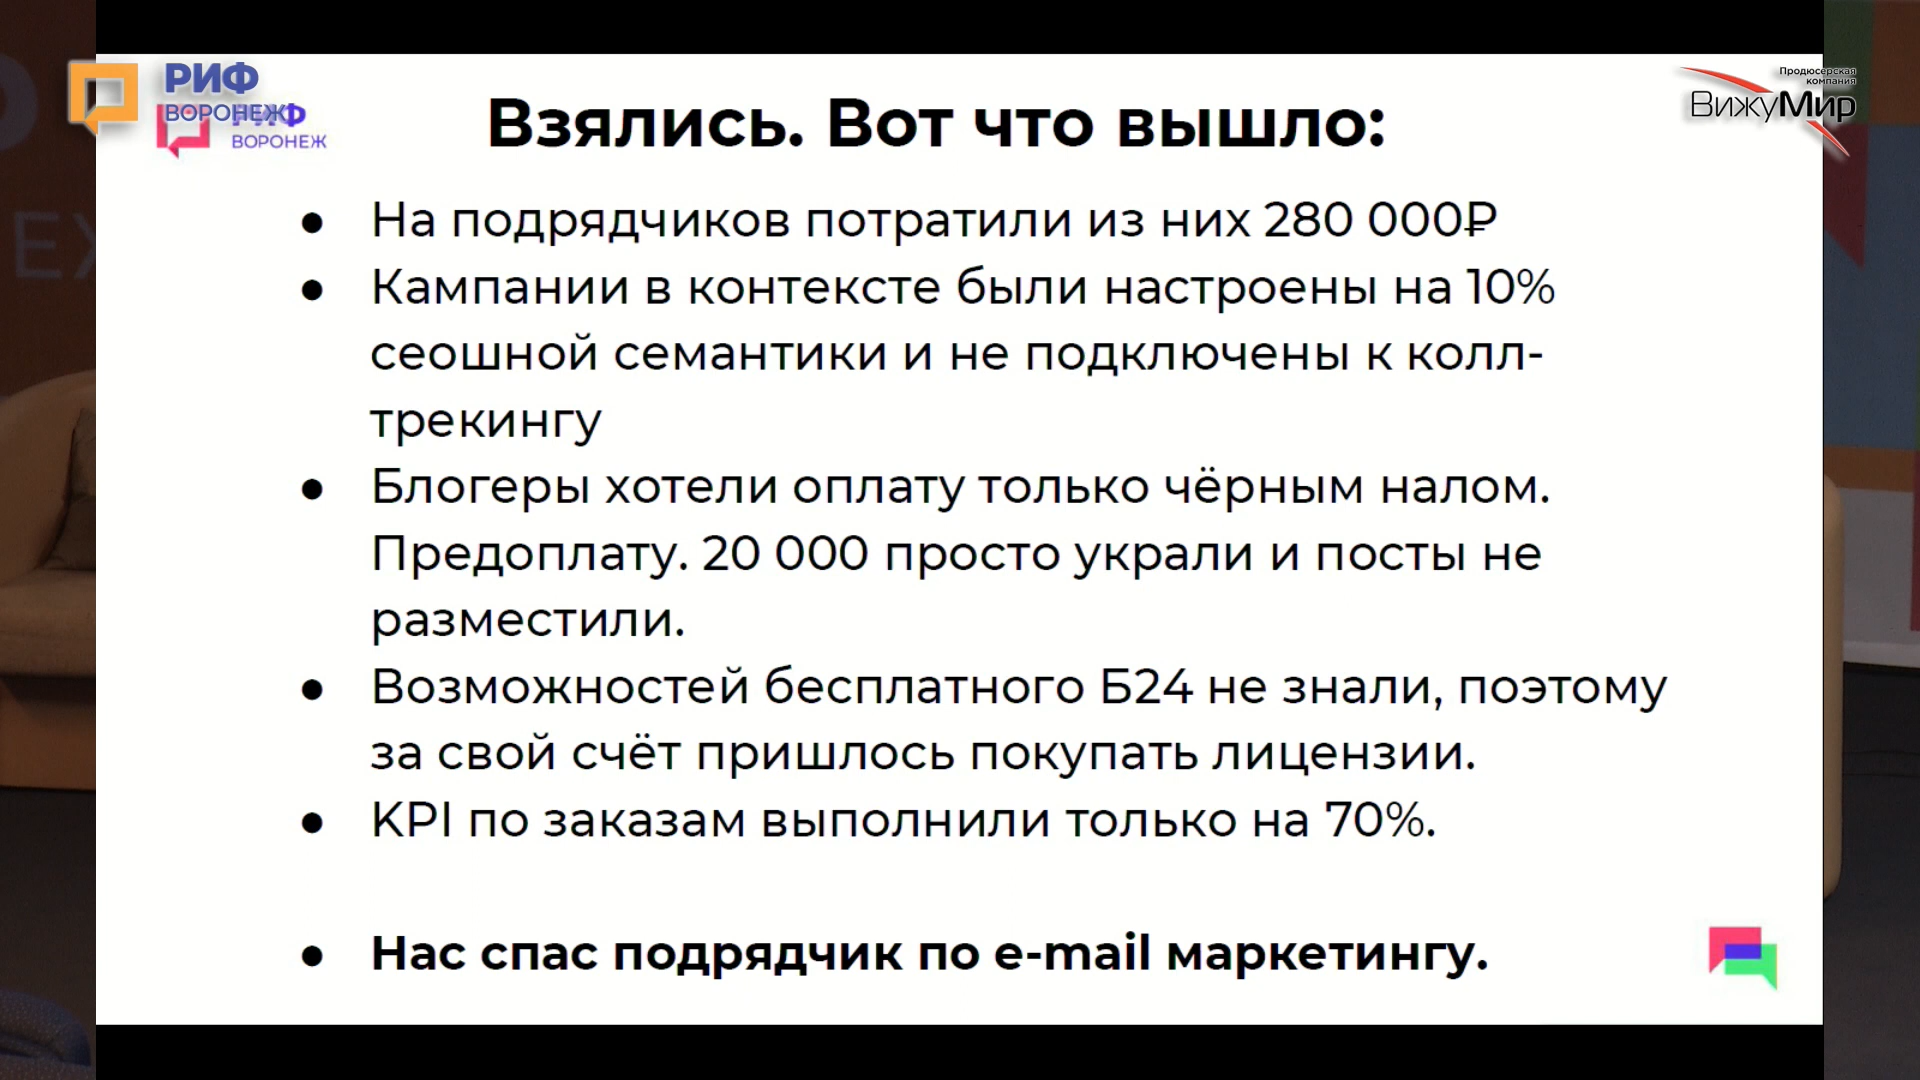 РИФ
ВОРОНЕЖ
ВОРОНЕЖ
Продюсерская
компания
ВижуМир
Взялись. Вот что вышло:
● На подрядчиков потратили из них 280 000₽
● Кампании в контексте были настроены на 10%
сеошной семантики и не подключены к колл-
трекингу
● Блогеры хотели оплату только чёрным налом.
Предоплату. 20 000 просто украли и посты не
разместили.
● Возможностей бесплатного Б24 не знали, поэтому
за свой счёт пришлось покупать лицензии.
● KPI по заказам выполнили только на 70%.
● Нас спас подрядчик по e-mail маркетингу.